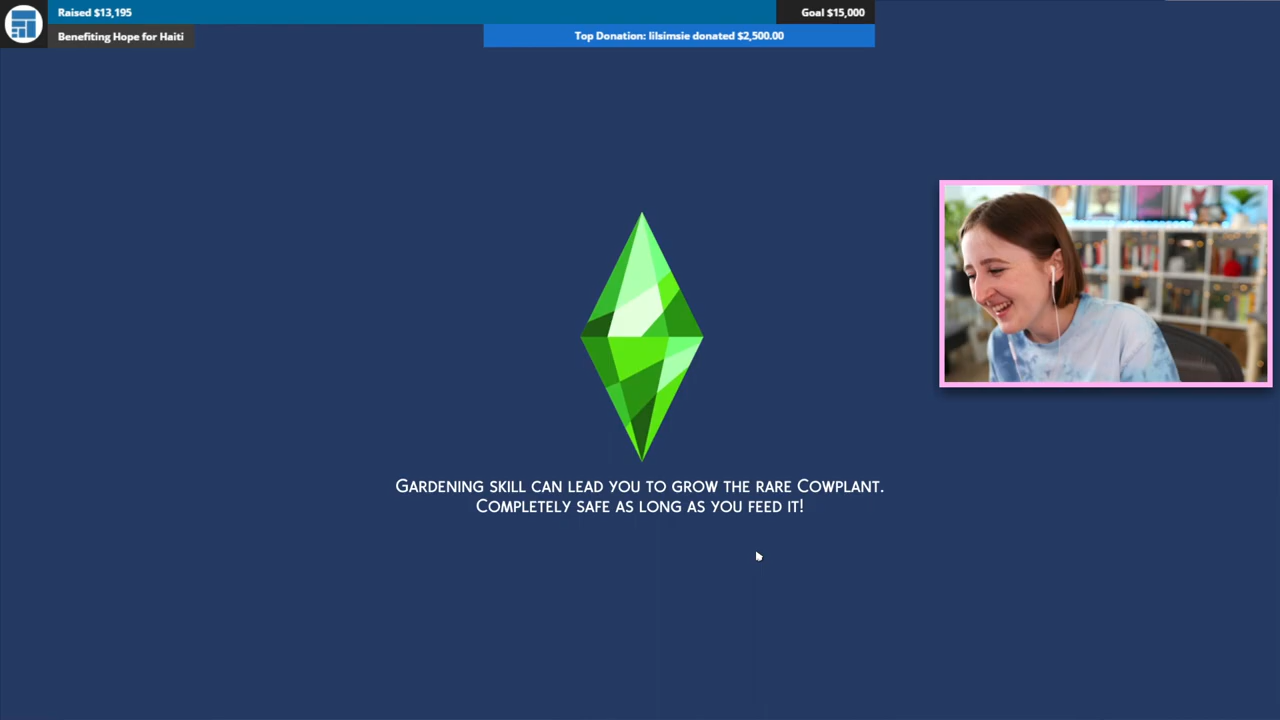 Raised $13,195
Goal $15,000
Benefiting Hope for Haiti
Top Donation: lilsimsie donated $2,500.00
Gardening skill can lead you to grow the rare Cowplant.
Completely safe as long as you feed it!